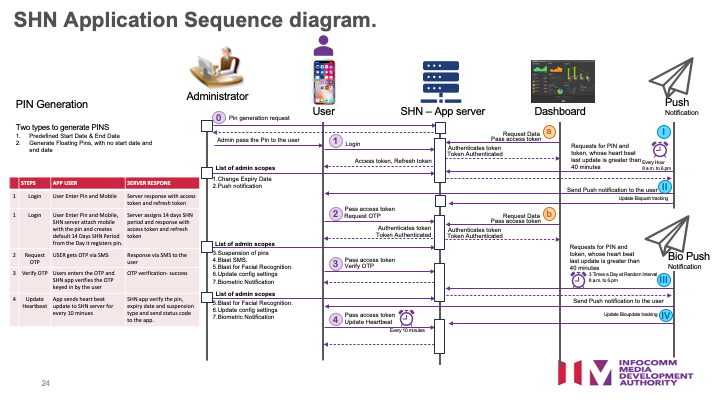 SHN Application Sequence diagram.
Administrator
User
SHN – App server
Dashboard
Push
Notification
PIN Generation
Two types to generate PINS
1. Predefined Start Date & End Date
2. Generate Floating Pins, with no start date and
end date
0
Pin generation request
Admin pass the Pin to the user
1
Login
Access token, Refresh token
a
Request Data
Pass access token
Authenticates token
Token Authenticated
I
Requests for PIN and
token, whose heart beat
last update is greater than
40 minutes
Every Hour
8 a.m. to 6.pm
List of admin scopes
1.Change Expiry Date
2.Push notification
II
Send Push notification to the user
Update Biopush tracking
STEPS
APP USER
SERVER RESPONE
1
Login
User Enter Pin and Mobile
Server response with access
token and refresh token
1
Login
User Enter Pin and Mobile,
SHN server attach mobile
with the pin and creates
default 14 Days SHN Period
from the Day it registers pin.
Server assigns 14 days SHN
period and response with
access token and refresh
token
2
Request
OTP
USER gets OTP via SMS
Response via SMS to the
user
3
Verify OTP
Users enters the OTP and
SHN app verifies the OTP
keyed in by the user
OTP verification- success
4
Update
Heartbeat
App sends heart beat
update to SHN server for
every 10 minutes
SHN app verify the pin,
expiry date and suspension
type and send status code
to the app.
2
Pass access token
Request OTP
Authenticates token
Token Authenticated
b
Request Data
Pass access token
Authenticates token
Token Authenticated
List of admin scopes
3.Suspension of pins
4.Blast SMS.
5.Blast for Facial Recognition.
6.Update config settings
7.Biometric Notification
3
Pass access token
Verify OTP
Requests for PIN and
token, whose heart beat
last update is greater than
40 minutes
Bio Push
Notification
3 Times a Day at Random Interval
8.a.m. to 6.pm
III
Send Push notification to the user
List of admin scopes
5.Blast for Facial Recognition.
6.Update config settings
7.Biometric Notification
4
Pass access token
Update Heartbeat
Every 10 minutes
Update Bioupdate tracking
IV
24
INFOCOMM
MEDIA
DEVELOPMENT
AUTHORITY